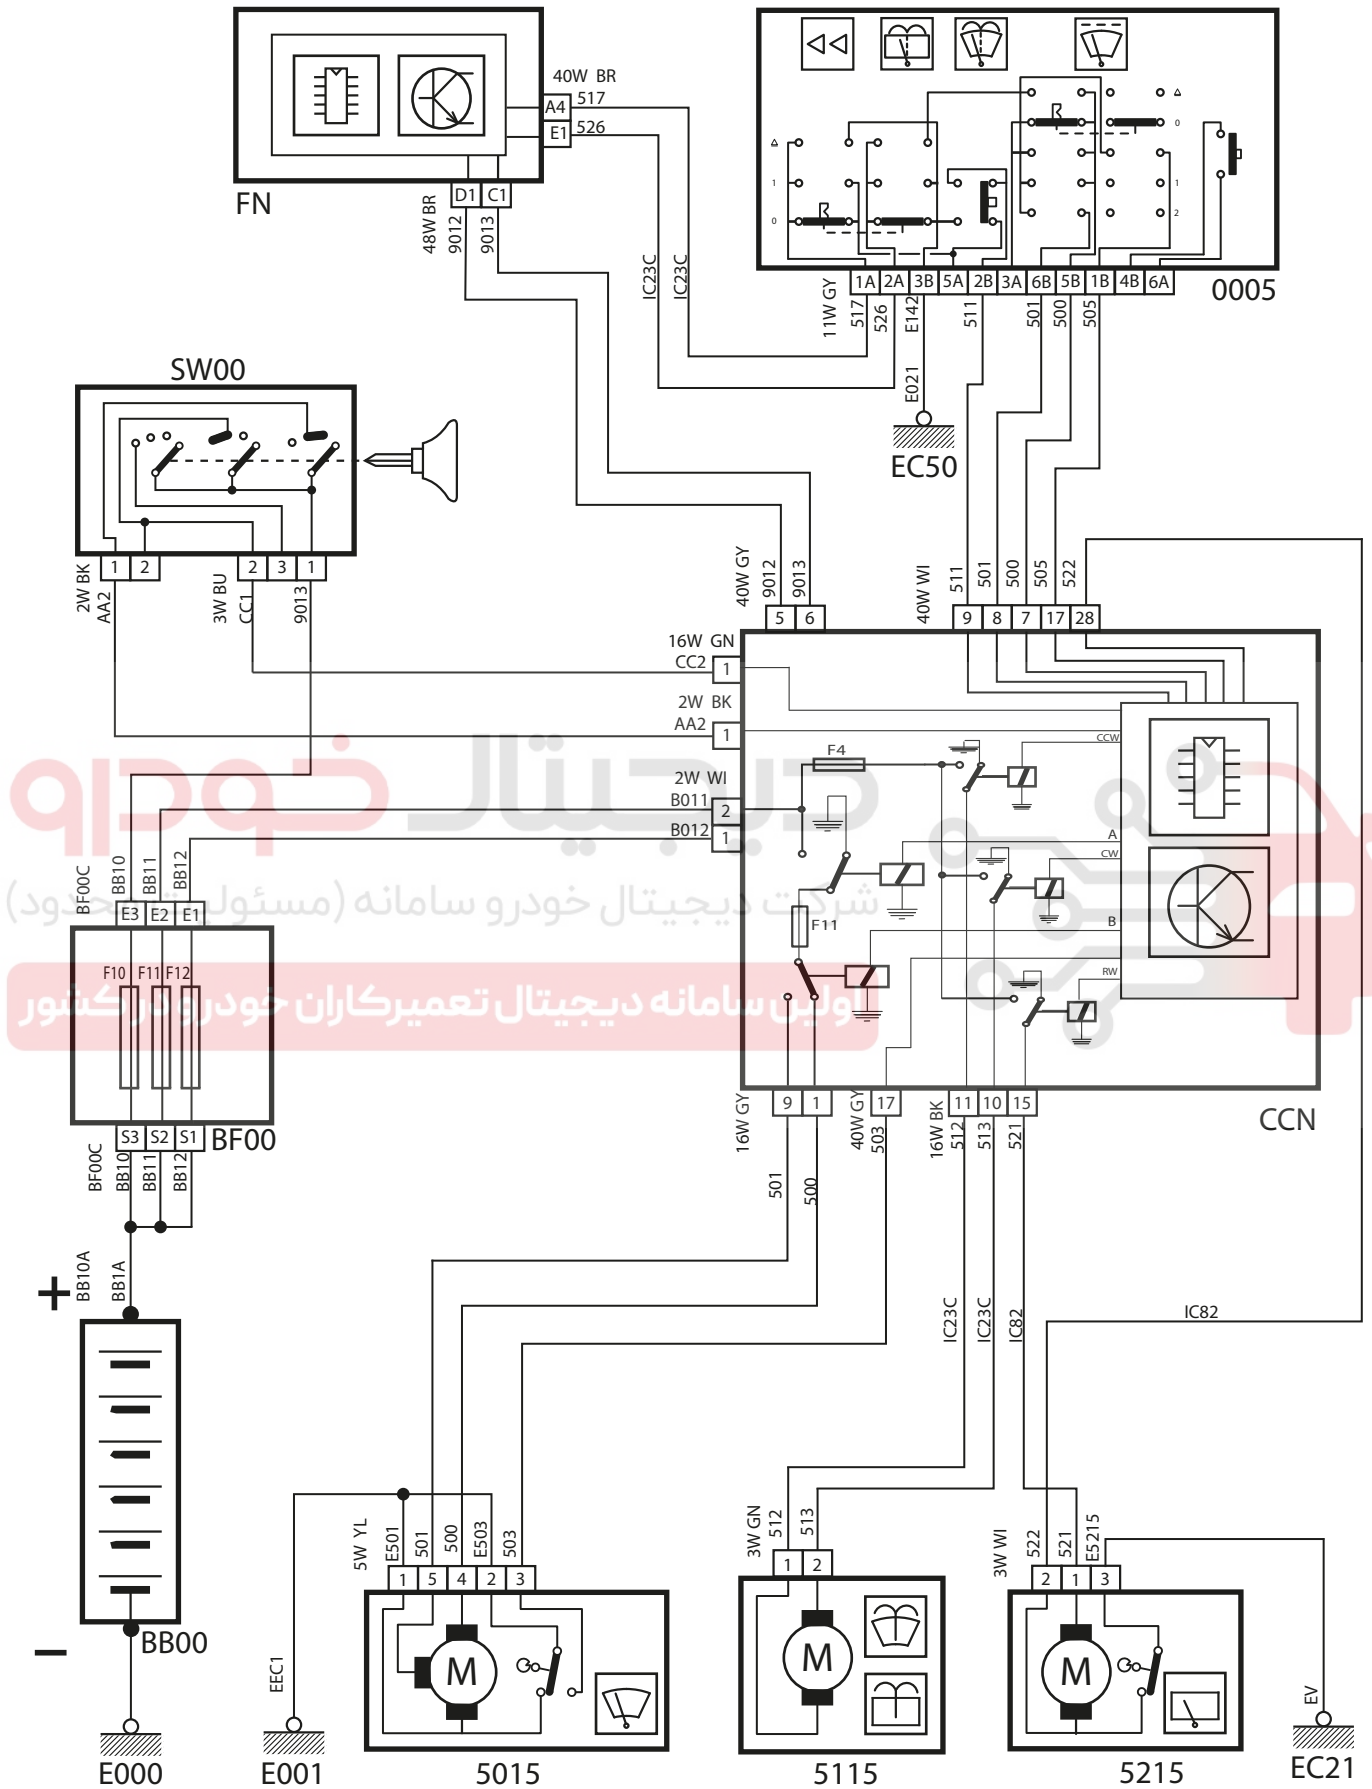 40W BR
A4 517
E1 526
FN
D1 C1
48W BR 9012 9013
IC23C IC23C
△ 0 1 2
△ 1 0
1A 2A 3B 5A 2B 3A 6B 5B 1B 4B 6A
0005
11W GY 517 526 E142 511 501 500 505
E021
EC50
SW00
1 2 2 3 1
2W BK AA2 3W BU CC1 9013
40W GY 9012 9013
40W WI 511 501 500 505 522
5 6 9 8 7 17 28
16W GN
CC2 1
2W BK
AA2 1
2W WI
B011 2
B012 1
F4
CCW
A
CW
F11
B
RW
دیجیتال خودرو
شرکت دیجیتال خودرو سامانه (مسئولیت محدود)
اولین سامانه دیجیتال تعمیرکاران خودرو در کشور
BF00C BB10 BB11 BB12
E3 E2 E1
F10 F11 F12
S3 S2 S1
BF00
BF00C BB10 BB11 BB12
9 1 17 11 10 15
CCN
16W GY 501 500 40W GY 503 16W BK 512 513 521
+ BB10A BB1A
IC23C IC23C IC82
IC82
BB00
−
E000
5W YL E501 501 500 E503 503
1 5 4 2 3
M
EEC1
E001
5015
3W GN 512 513
1 2
M
5115
3W WI 522 521 E5215
2 1 3
M
5215
EV
EC21